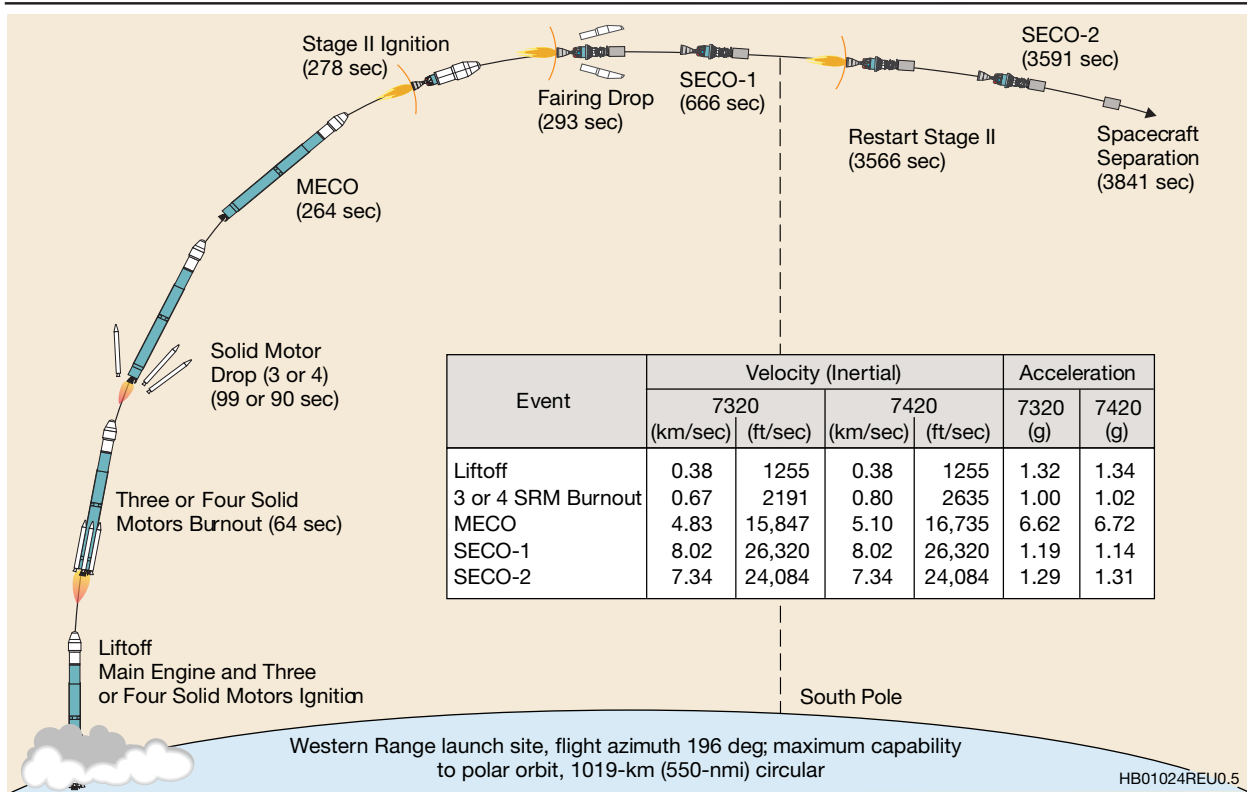 Stage II Ignition
(278 sec)
Fairing Drop
(293 sec)
SECO-1
(666 sec)
SECO-2
(3591 sec)
Restart Stage II
(3566 sec)
Spacecraft
Separation
(3841 sec)
MECO
(264 sec)
Solid Motor
Drop (3 or 4)
(99 or 90 sec)
Three or Four Solid
Motors Burnout (64 sec)
Liftoff
Main Engine and Three
or Four Solid Motors Ignition
Event Velocity (Inertial) Acceleration
7320 7420 7320 7420
(km/sec) (ft/sec) (km/sec) (ft/sec) (g) (g)
Liftoff 0.38 1255 0.38 1255 1.32 1.34
3 or 4 SRM Burnout 0.67 2191 0.80 2635 1.00 1.02
MECO 4.83 15,847 5.10 16,735 6.62 6.72
SECO-1 8.02 26,320 8.02 26,320 1.19 1.14
SECO-2 7.34 24,084 7.34 24,084 1.29 1.31
South Pole
Western Range launch site, flight azimuth 196 deg; maximum capability
to polar orbit, 1019-km (550-nmi) circular
HB01024REU0.5